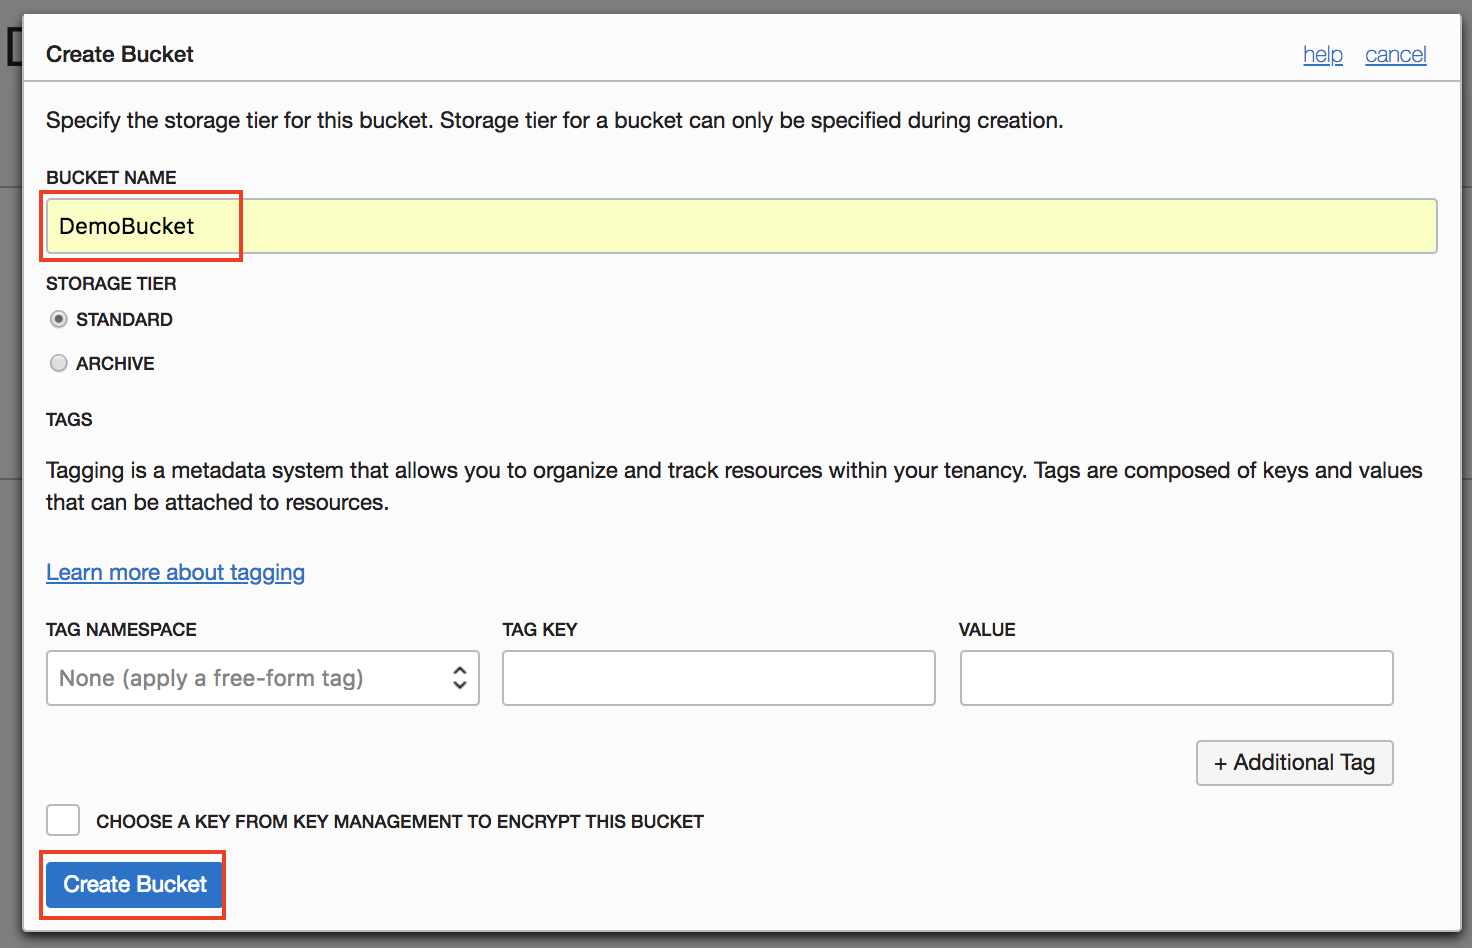 Create Bucket
help cancel
Specify the storage tier for this bucket. Storage tier for a bucket can only be specified during creation.
BUCKET NAME
DemoBucket
STORAGE TIER
STANDARD
ARCHIVE
TAGS
Tagging is a metadata system that allows you to organize and track resources within your tenancy. Tags are composed of keys and values
that can be attached to resources.
Learn more about tagging
TAG NAMESPACE TAG KEY VALUE
None (apply a free-form tag)
+ Additional Tag
CHOOSE A KEY FROM KEY MANAGEMENT TO ENCRYPT THIS BUCKET
Create Bucket